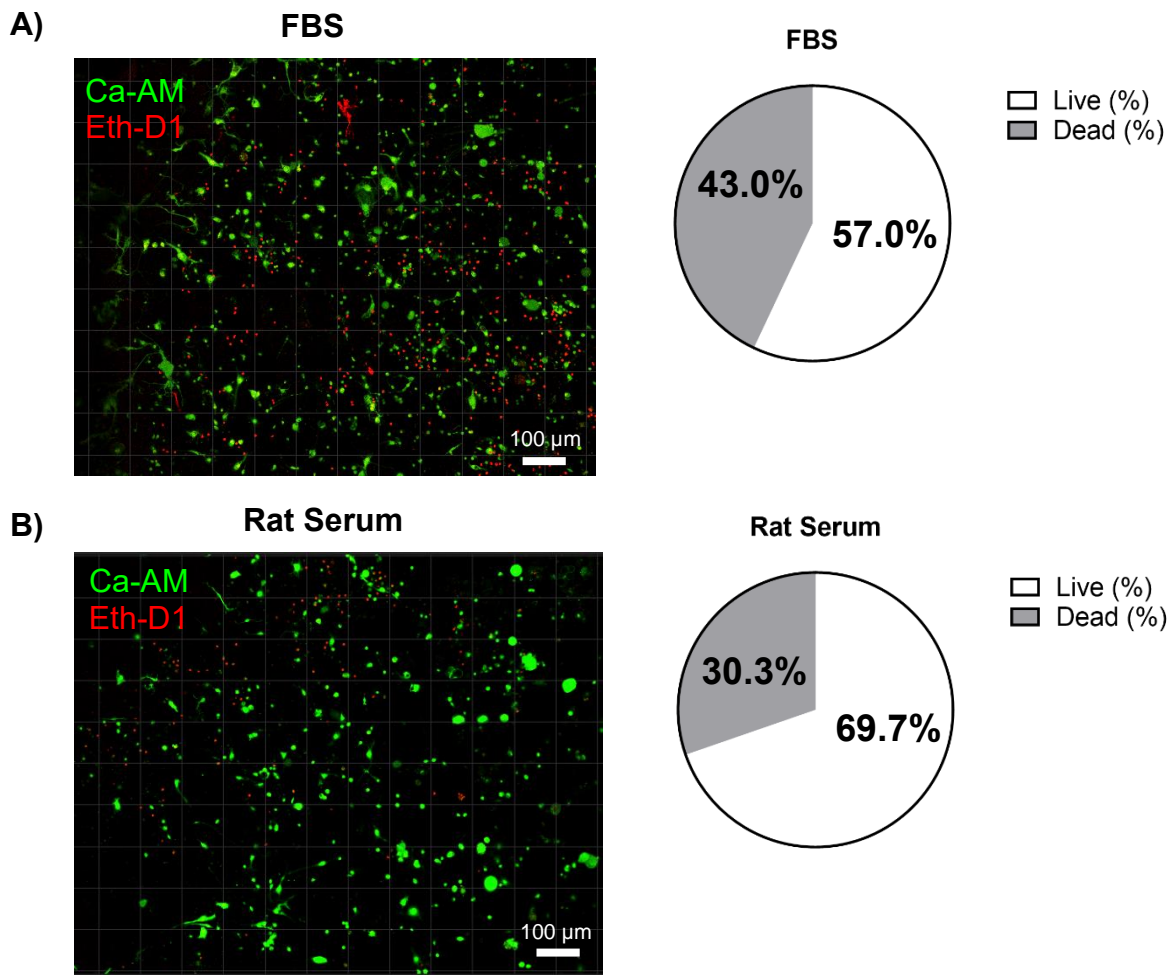 A)
FBS
Ca-AM
Eth-D1
100 µm
FBS
Live (%)
Dead (%)
43.0%
57.0%
B)
Rat Serum
Ca-AM
Eth-D1
100 µm
Rat Serum
Live (%)
Dead (%)
30.3%
69.7%